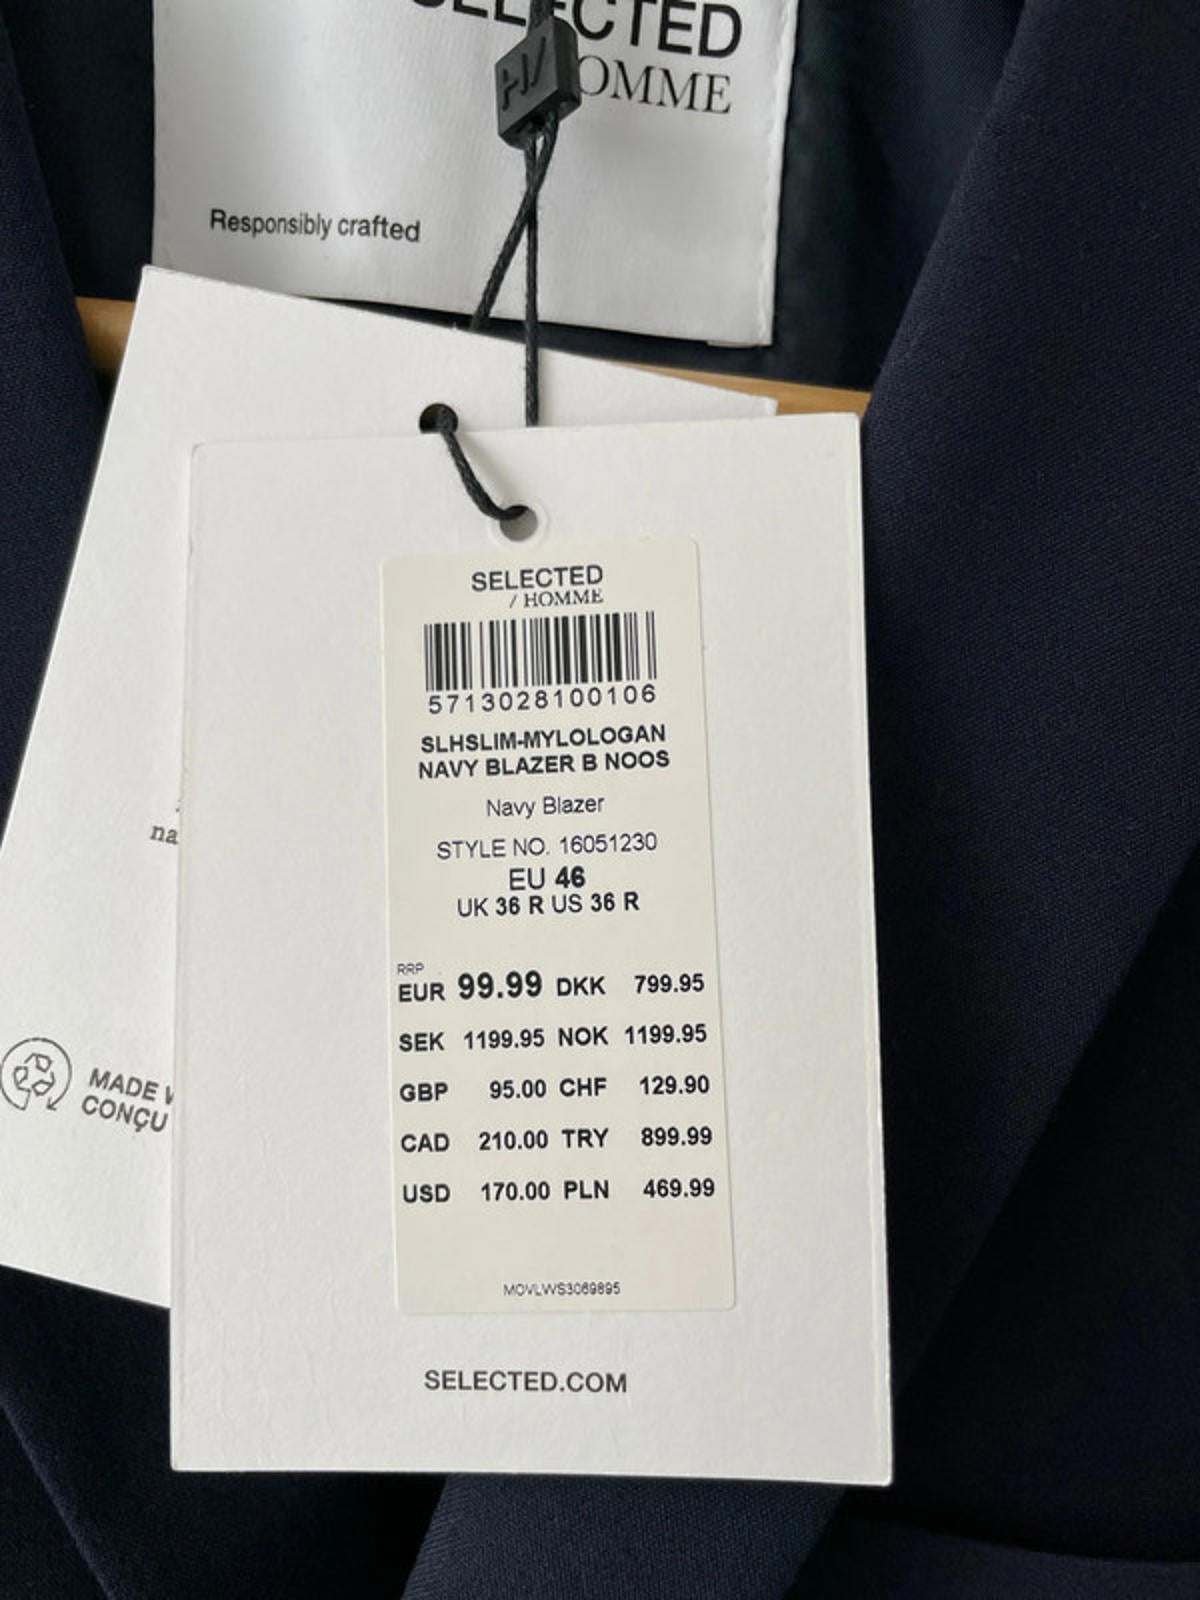 SELECTED
HOMME
Responsibly crafted
SELECTED
/ HOMME
5713028100106
SLHSLIM-MYLOLOGAN
NAVY BLAZER B NOOS
Navy Blazer
STYLE NO. 16051230
EU 46
UK 36 R US 36 R
RRP
EUR 99.99 DKK 799.95
SEK 1199.95 NOK 1199.95
GBP 95.00 CHF 129.90
CAD 210.00 TRY 899.99
USD 170.00 PLN 469.99
MOVLWS3069895
SELECTED.COM
na
MADE
CONÇU